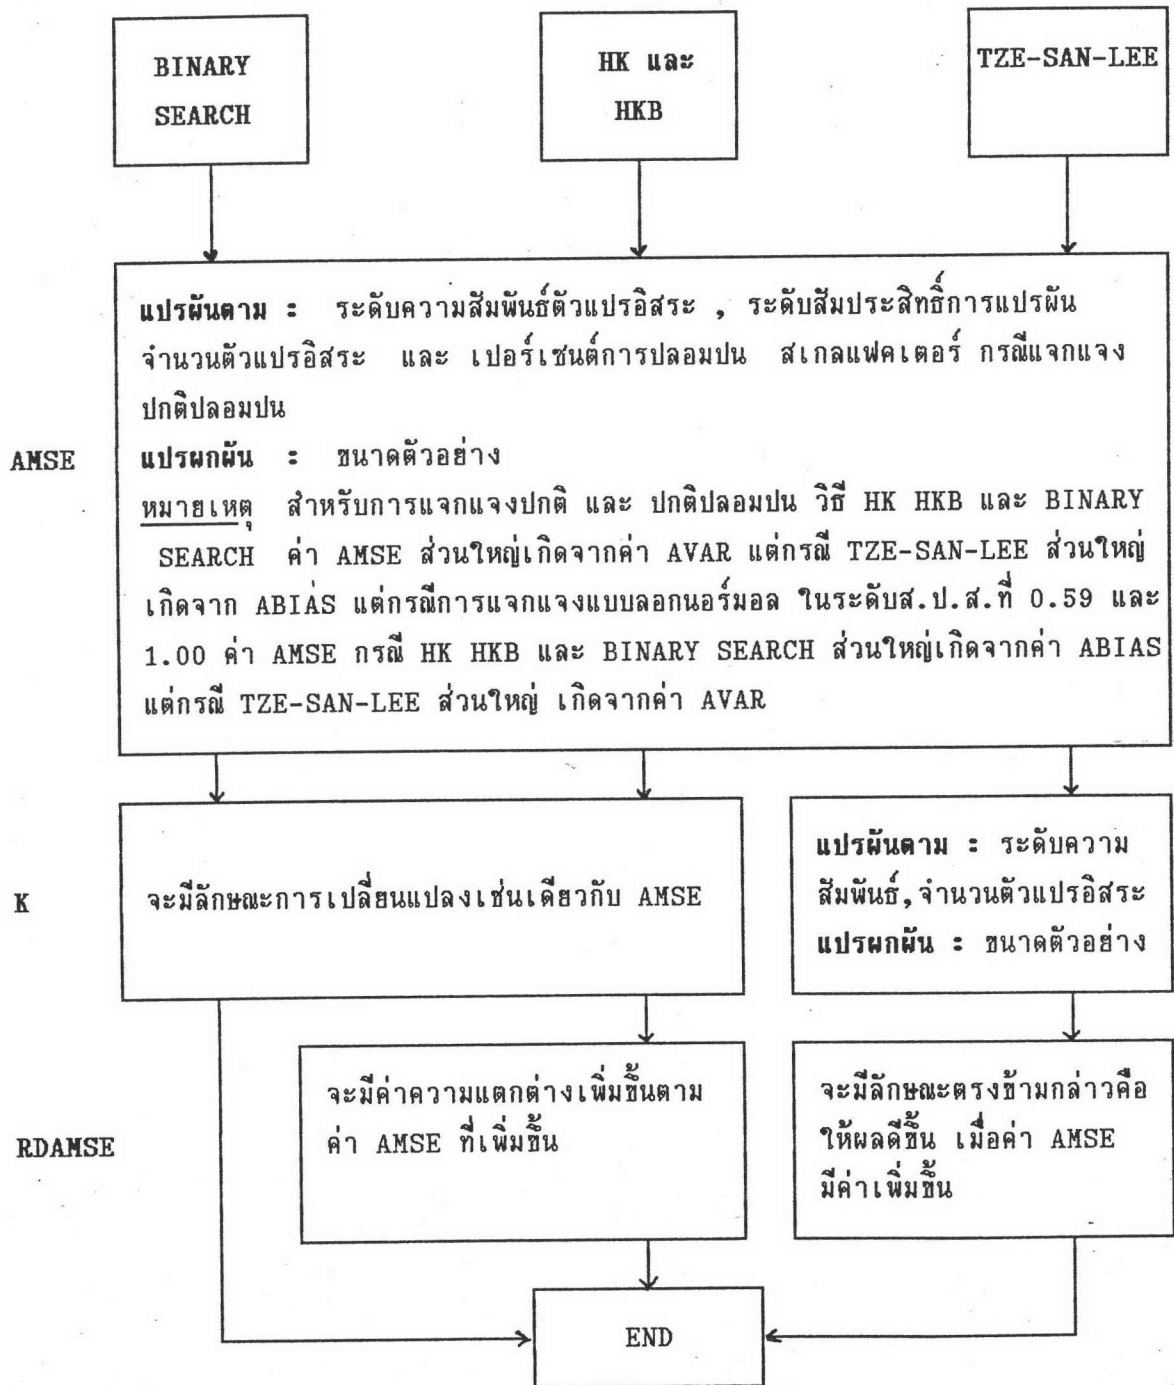 BINARY
SEARCH
HK และ
HKB
TZE-SAN-LEE
แปรผันตาม : ระดับความสัมพันธ์ตัวแปรอิสระ , ระดับสัมประสิทธิ์การแปรผัน
จำนวนตัวแปรอิสระ และ เปอร์เซนต์การปลอมปน สเกลแฟคเตอร์ กรณีแจกแจง
ปกติปลอมปน
AMSE
แปรผกผัน : ขนาดตัวอย่าง
หมายเหตุ สำหรับการแจกแจงปกติ และ ปกติปลอมปน วิธี HK HKB และ BINARY
SEARCH ค่า AMSE ส่วนใหญ่เกิดจากค่า AVAR แต่กรณี TZE-SAN-LEE ส่วนใหญ่
เกิดจาก ABIAS แต่กรณีการแจกแจงแบบลอกนอร์มอล ในระดับส.ป.ส.ที่ 0.59 และ
1.00 ค่า AMSE กรณี HK HKB และ BINARY SEARCH ส่วนใหญ่เกิดจากค่า ABIAS
แต่กรณี TZE-SAN-LEE ส่วนใหญ่ เกิดจากค่า AVAR
K
จะมีลักษณะการเปลี่ยนแปลงเช่นเดียวกับ AMSE
แปรผันตาม : ระดับความ
สัมพันธ์,จำนวนตัวแปรอิสระ
แปรผกผัน : ขนาดตัวอย่าง
RDAMSE
จะมีค่าความแตกต่างเพิ่มขึ้นตาม
ค่า AMSE ที่เพิ่มขึ้น
จะมีลักษณะตรงข้ามกล่าวคือ
ให้ผลดีขึ้น เมื่อค่า AMSE
มีค่าเพิ่มขึ้น
END